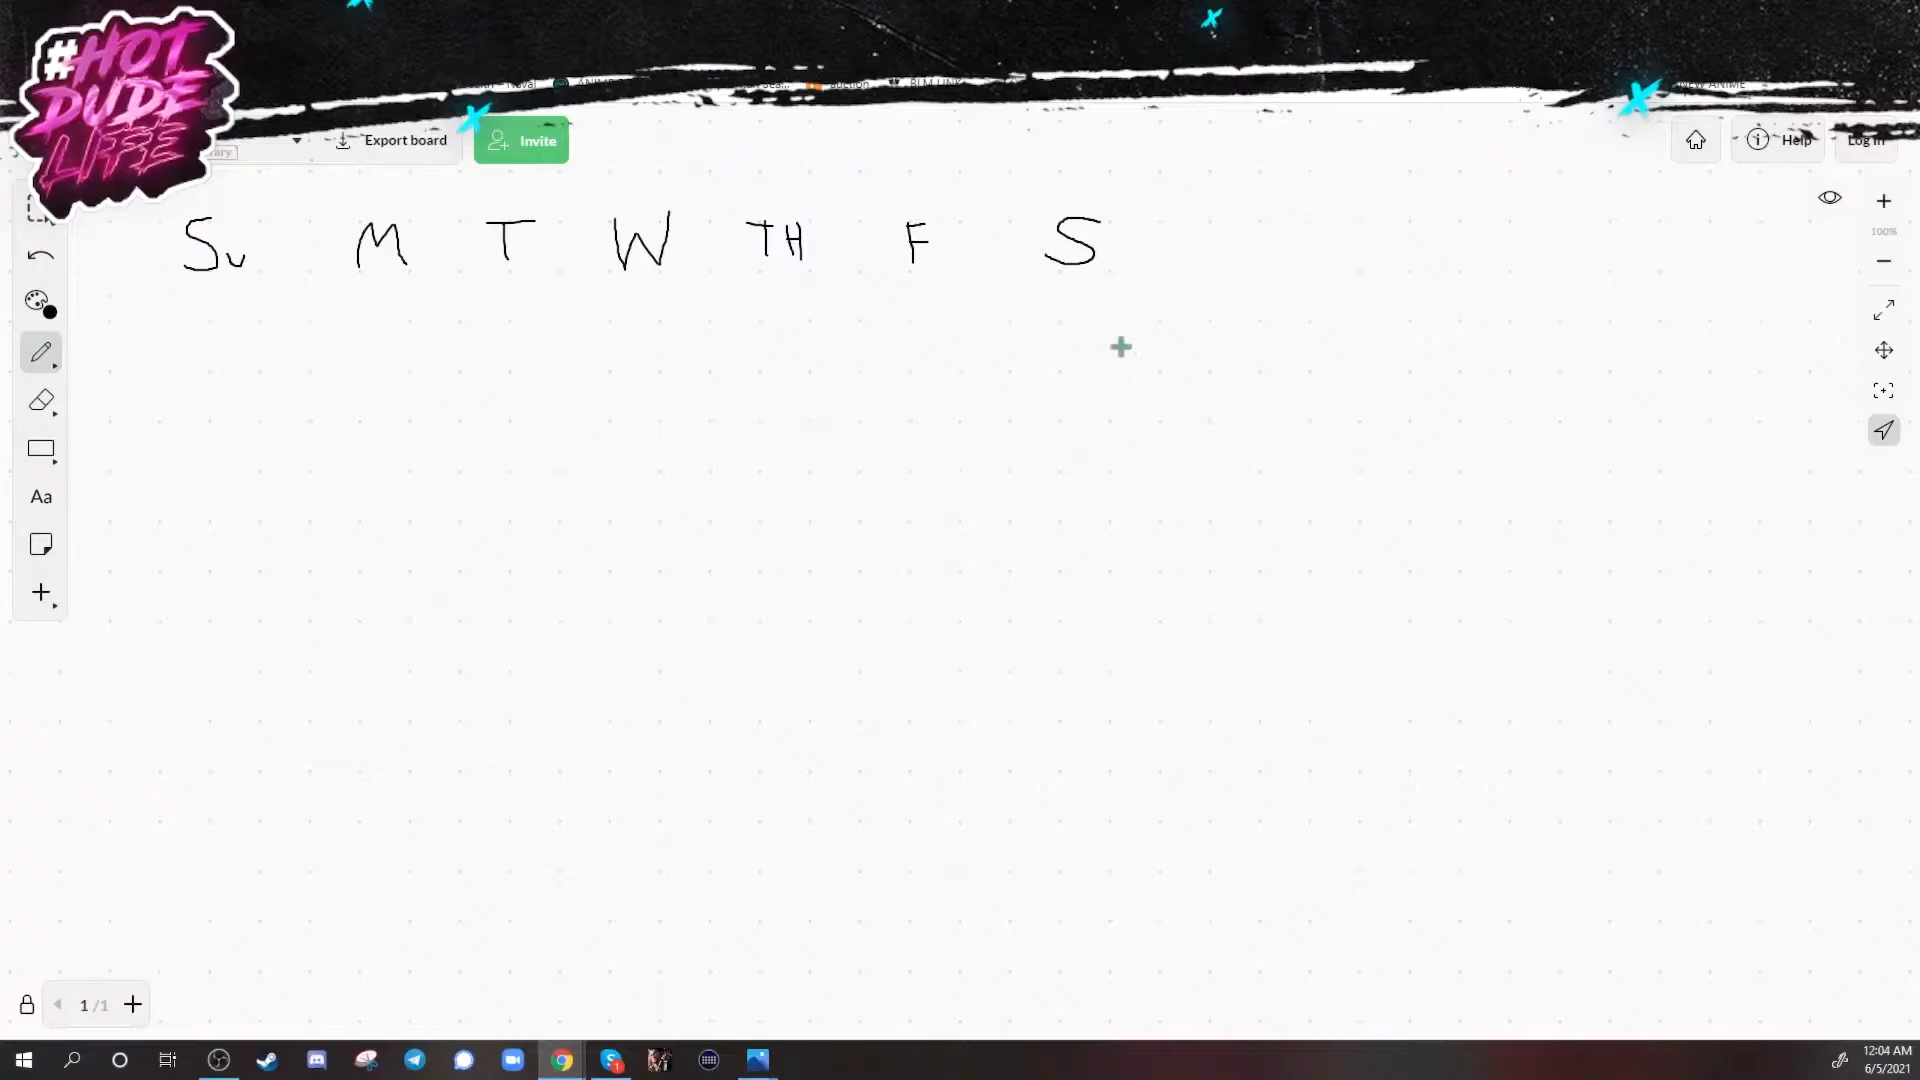 #HOT
DUDE
LIFE
Export board
Invite
Help
Log in
100%
Su M T W TH F S
Aa
1 /1
12:04 AM
6/5/2021